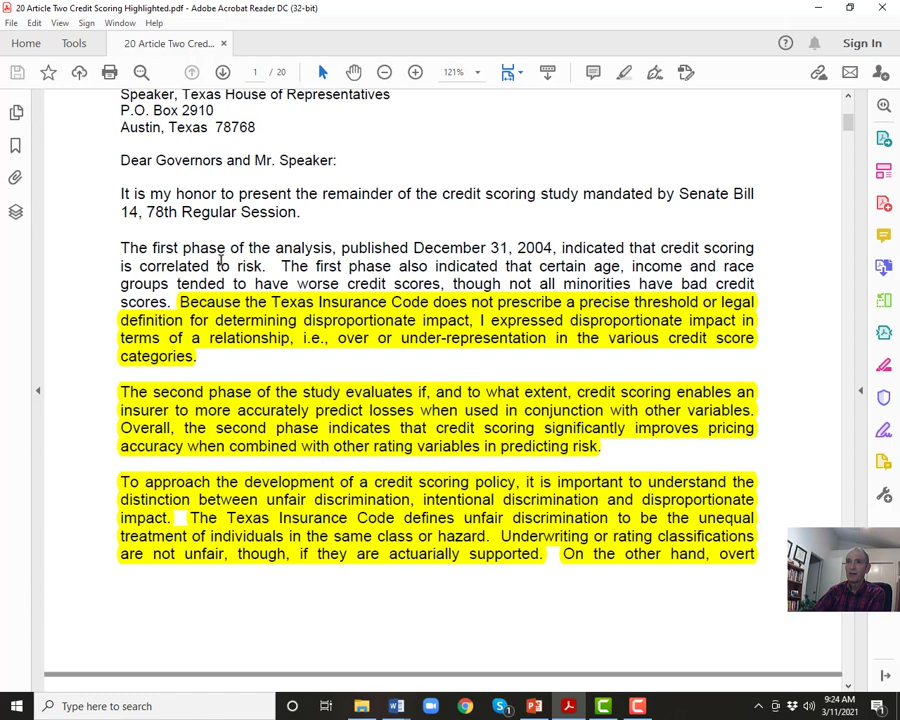 20 Article Two Credit Scoring Highlighted.pdf - Adobe Acrobat Reader DC (32-bit)
File Edit View Sign Window Help
Home Tools 20 Article Two Cred... × Sign In
1 / 20 121%
Speaker, Texas House of Representatives
P.O. Box 2910
Austin, Texas 78768
Dear Governors and Mr. Speaker:
It is my honor to present the remainder of the credit scoring study mandated by Senate Bill
14, 78th Regular Session.
The first phase of the analysis, published December 31, 2004, indicated that credit scoring
is correlated to risk. The first phase also indicated that certain age, income and race
groups tended to have worse credit scores, though not all minorities have bad credit
scores. Because the Texas Insurance Code does not prescribe a precise threshold or legal
definition for determining disproportionate impact, I expressed disproportionate impact in
terms of a relationship, i.e., over or under-representation in the various credit score
categories.
The second phase of the study evaluates if, and to what extent, credit scoring enables an
insurer to more accurately predict losses when used in conjunction with other variables.
Overall, the second phase indicates that credit scoring significantly improves pricing
accuracy when combined with other rating variables in predicting risk.
To approach the development of a credit scoring policy, it is important to understand the
distinction between unfair discrimination, intentional discrimination and disproportionate
impact. The Texas Insurance Code defines unfair discrimination to be the unequal
treatment of individuals in the same class or hazard. Underwriting or rating classifications
are not unfair, though, if they are actuarially supported. On the other hand, overt
Type here to search
9:24 AM
3/11/2021